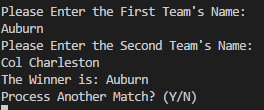 Please Enter the First Team's Name:
Auburn
Please Enter the Second Team's Name:
Col Charleston
The Winner is: Auburn
Process Another Match? (Y/N)